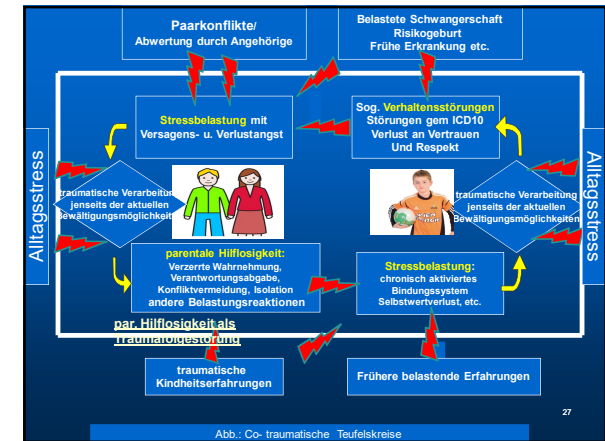 Paarkonflikte/
Abwertung durch Angehörige
Belastete Schwangerschaft
Risikogeburt
Frühe Erkrankung etc.
Stressbelastung mit
Versagens- u. Verlustangst
Sog. Verhaltensstörungen
Störungen gem ICD10
Verlust an Vertrauen
Und Respekt
Alltagsstress
traumatische Verarbeitung
jenseits der aktuellen
Bewältigungsmöglichkeiten
traumatische Verarbeitung
jenseits der aktuellen
Bewältigungsmöglichkeiten
Alltagsstress
parentale Hilflosigkeit:
Verzerrte Wahrnehmung,
Verantwortungsabgabe,
Konfliktvermeidung, Isolation
andere Belastungsreaktionen
Stressbelastung:
chronisch aktiviertes
Bindungssystem
Selbstwertverlust, etc.
par. Hilflosigkeit als
Traumafolgestörung
traumatische
Kindheitserfahrungen
Frühere belastende Erfahrungen
27
Abb.: Co- traumatische Teufelskreise